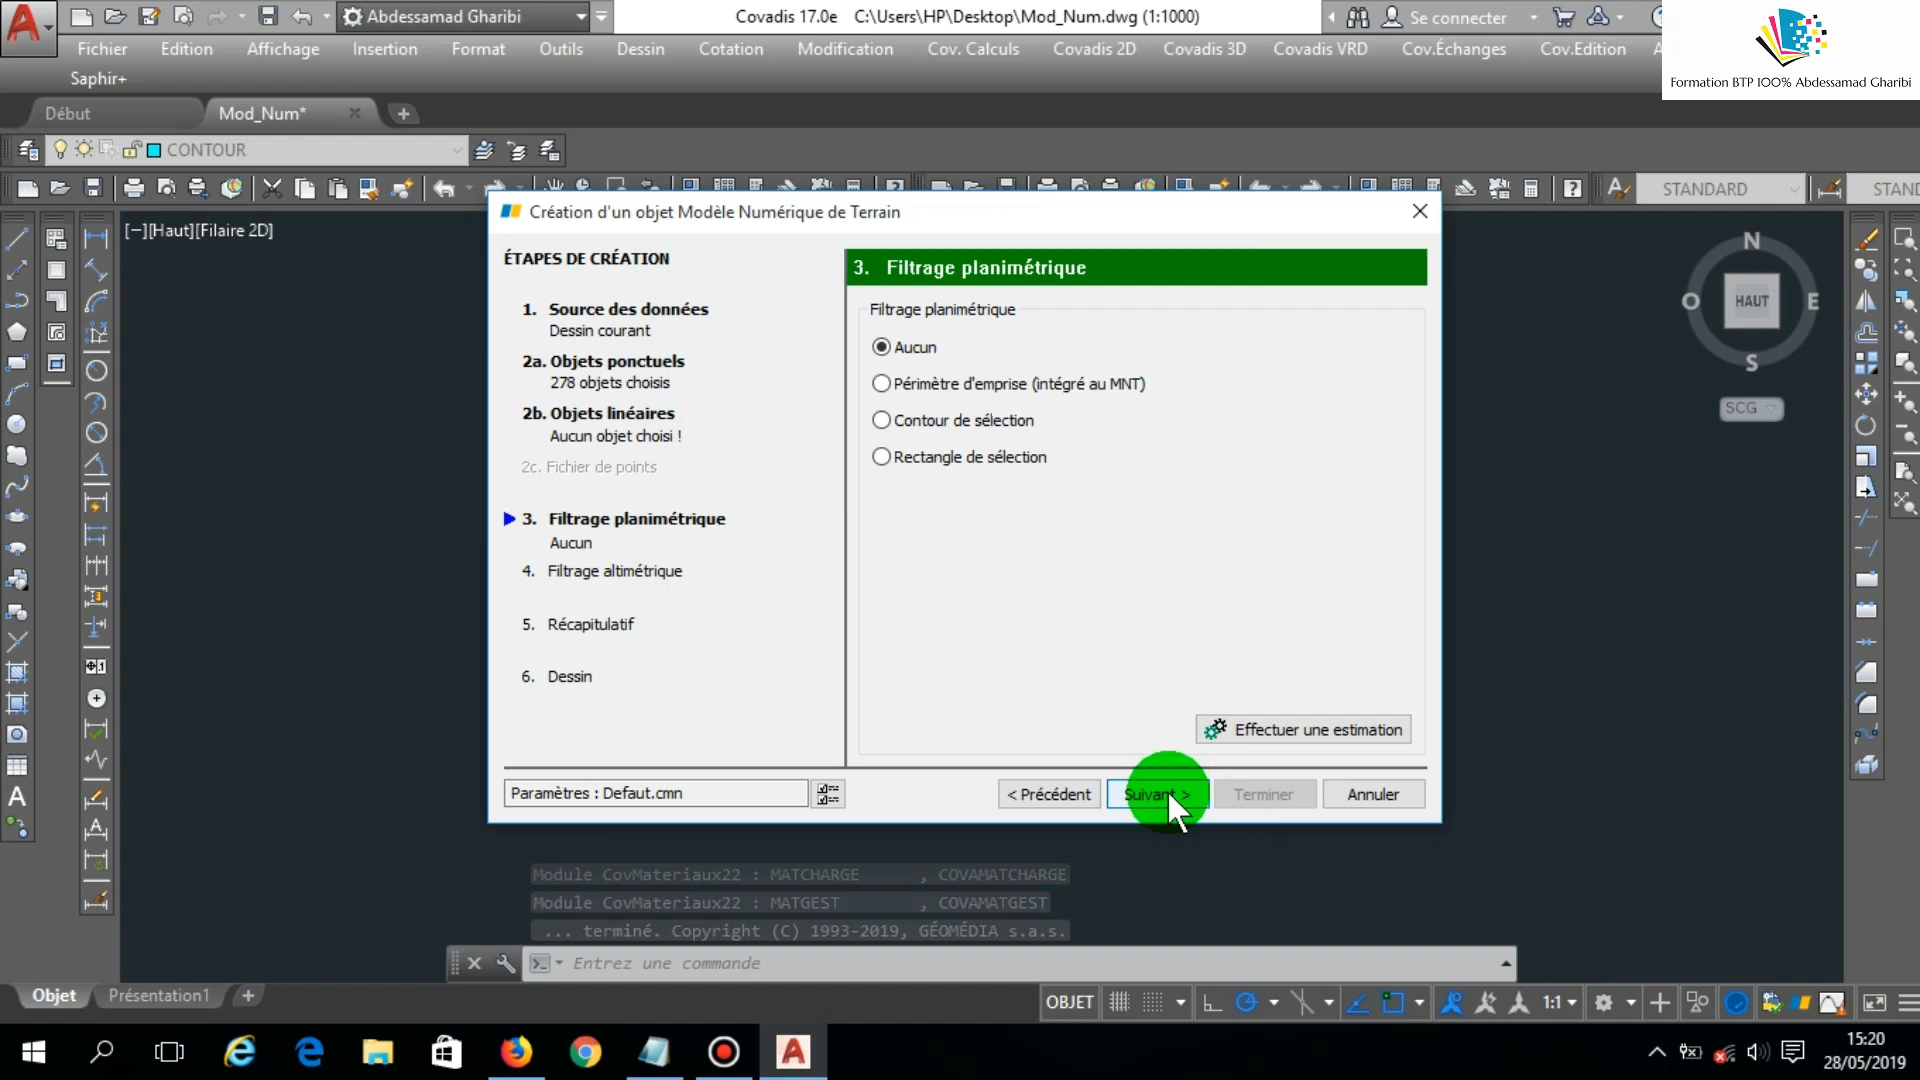 Abdessamad Gharibi
Covadis 17.0e C:\Users\HP\Desktop\Mod_Num.dwg (1:1000)
Se connecter
Fichier Edition Affichage Insertion Format Outils Dessin Cotation Modification Cov. Calculs Covadis 2D Covadis 3D Covadis VRD Cov.Échanges Cov.Edition
Saphir+
Formation BTP 100% Abdessamad Gharibi
Début Mod_Num*
CONTOUR
STANDARD STAND
[−][Haut][Filaire 2D]
Création d'un objet Modèle Numérique de Terrain
ÉTAPES DE CRÉATION
1. Source des données
Dessin courant
2a. Objets ponctuels
278 objets choisis
2b. Objets linéaires
Aucun objet choisi !
2c. Fichier de points
3. Filtrage planimétrique
Aucun
4. Filtrage altimétrique
5. Récapitulatif
6. Dessin
3. Filtrage planimétrique
Filtrage planimétrique
Aucun
Périmètre d'emprise (intégré au MNT)
Contour de sélection
Rectangle de sélection
Effectuer une estimation
Paramètres : Defaut.cmn
< Précédent Suivant > Terminer Annuler
N
O HAUT E
S
SCG
Module CovMateriaux22 : MATCHARGE , COVAMATCHARGE
Module CovMateriaux22 : MATGEST , COVAMATGEST
... terminé. Copyright (C) 1993-2019, GÉOMÉDIA s.a.s.
Entrez une commande
Objet Présentation1
OBJET 1:1
15:20
28/05/2019